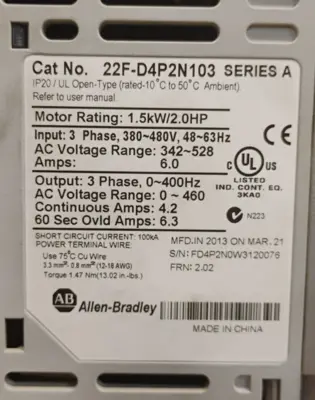 Cat No. 22F-D4P2N103 SERIES A
IP20 / UL Open-Type (rated-10°C to 50°C Ambient)
Refer to user manual
Motor Rating: 1.5kW/2.0HP
Input: 3 Phase, 380~480V, 48~63Hz
AC Voltage Range: 342~528
Amps: 6.0
Output: 3 Phase, 0~400Hz
AC Voltage Range: 0 ~ 460
Continuous Amps: 4.2
60 Sec Ovld Amps: 6.3
C UL US
LISTED
IND. CONT. EQ.
3KA0
N223
SHORT CIRCUIT CURRENT: 100kA
POWER TERMINAL WIRE
Use 75°C Cu Wire
3.3 mm²- 0.8 mm² (12-18 AWG)
Torque 1.47 Nm(13.02 in-lbs.)
MFD.IN 2013 ON MAR. 21
S/N: FD4P2N0W3120076
FRN: 2.02
AB Allen-Bradley
MADE IN CHINA